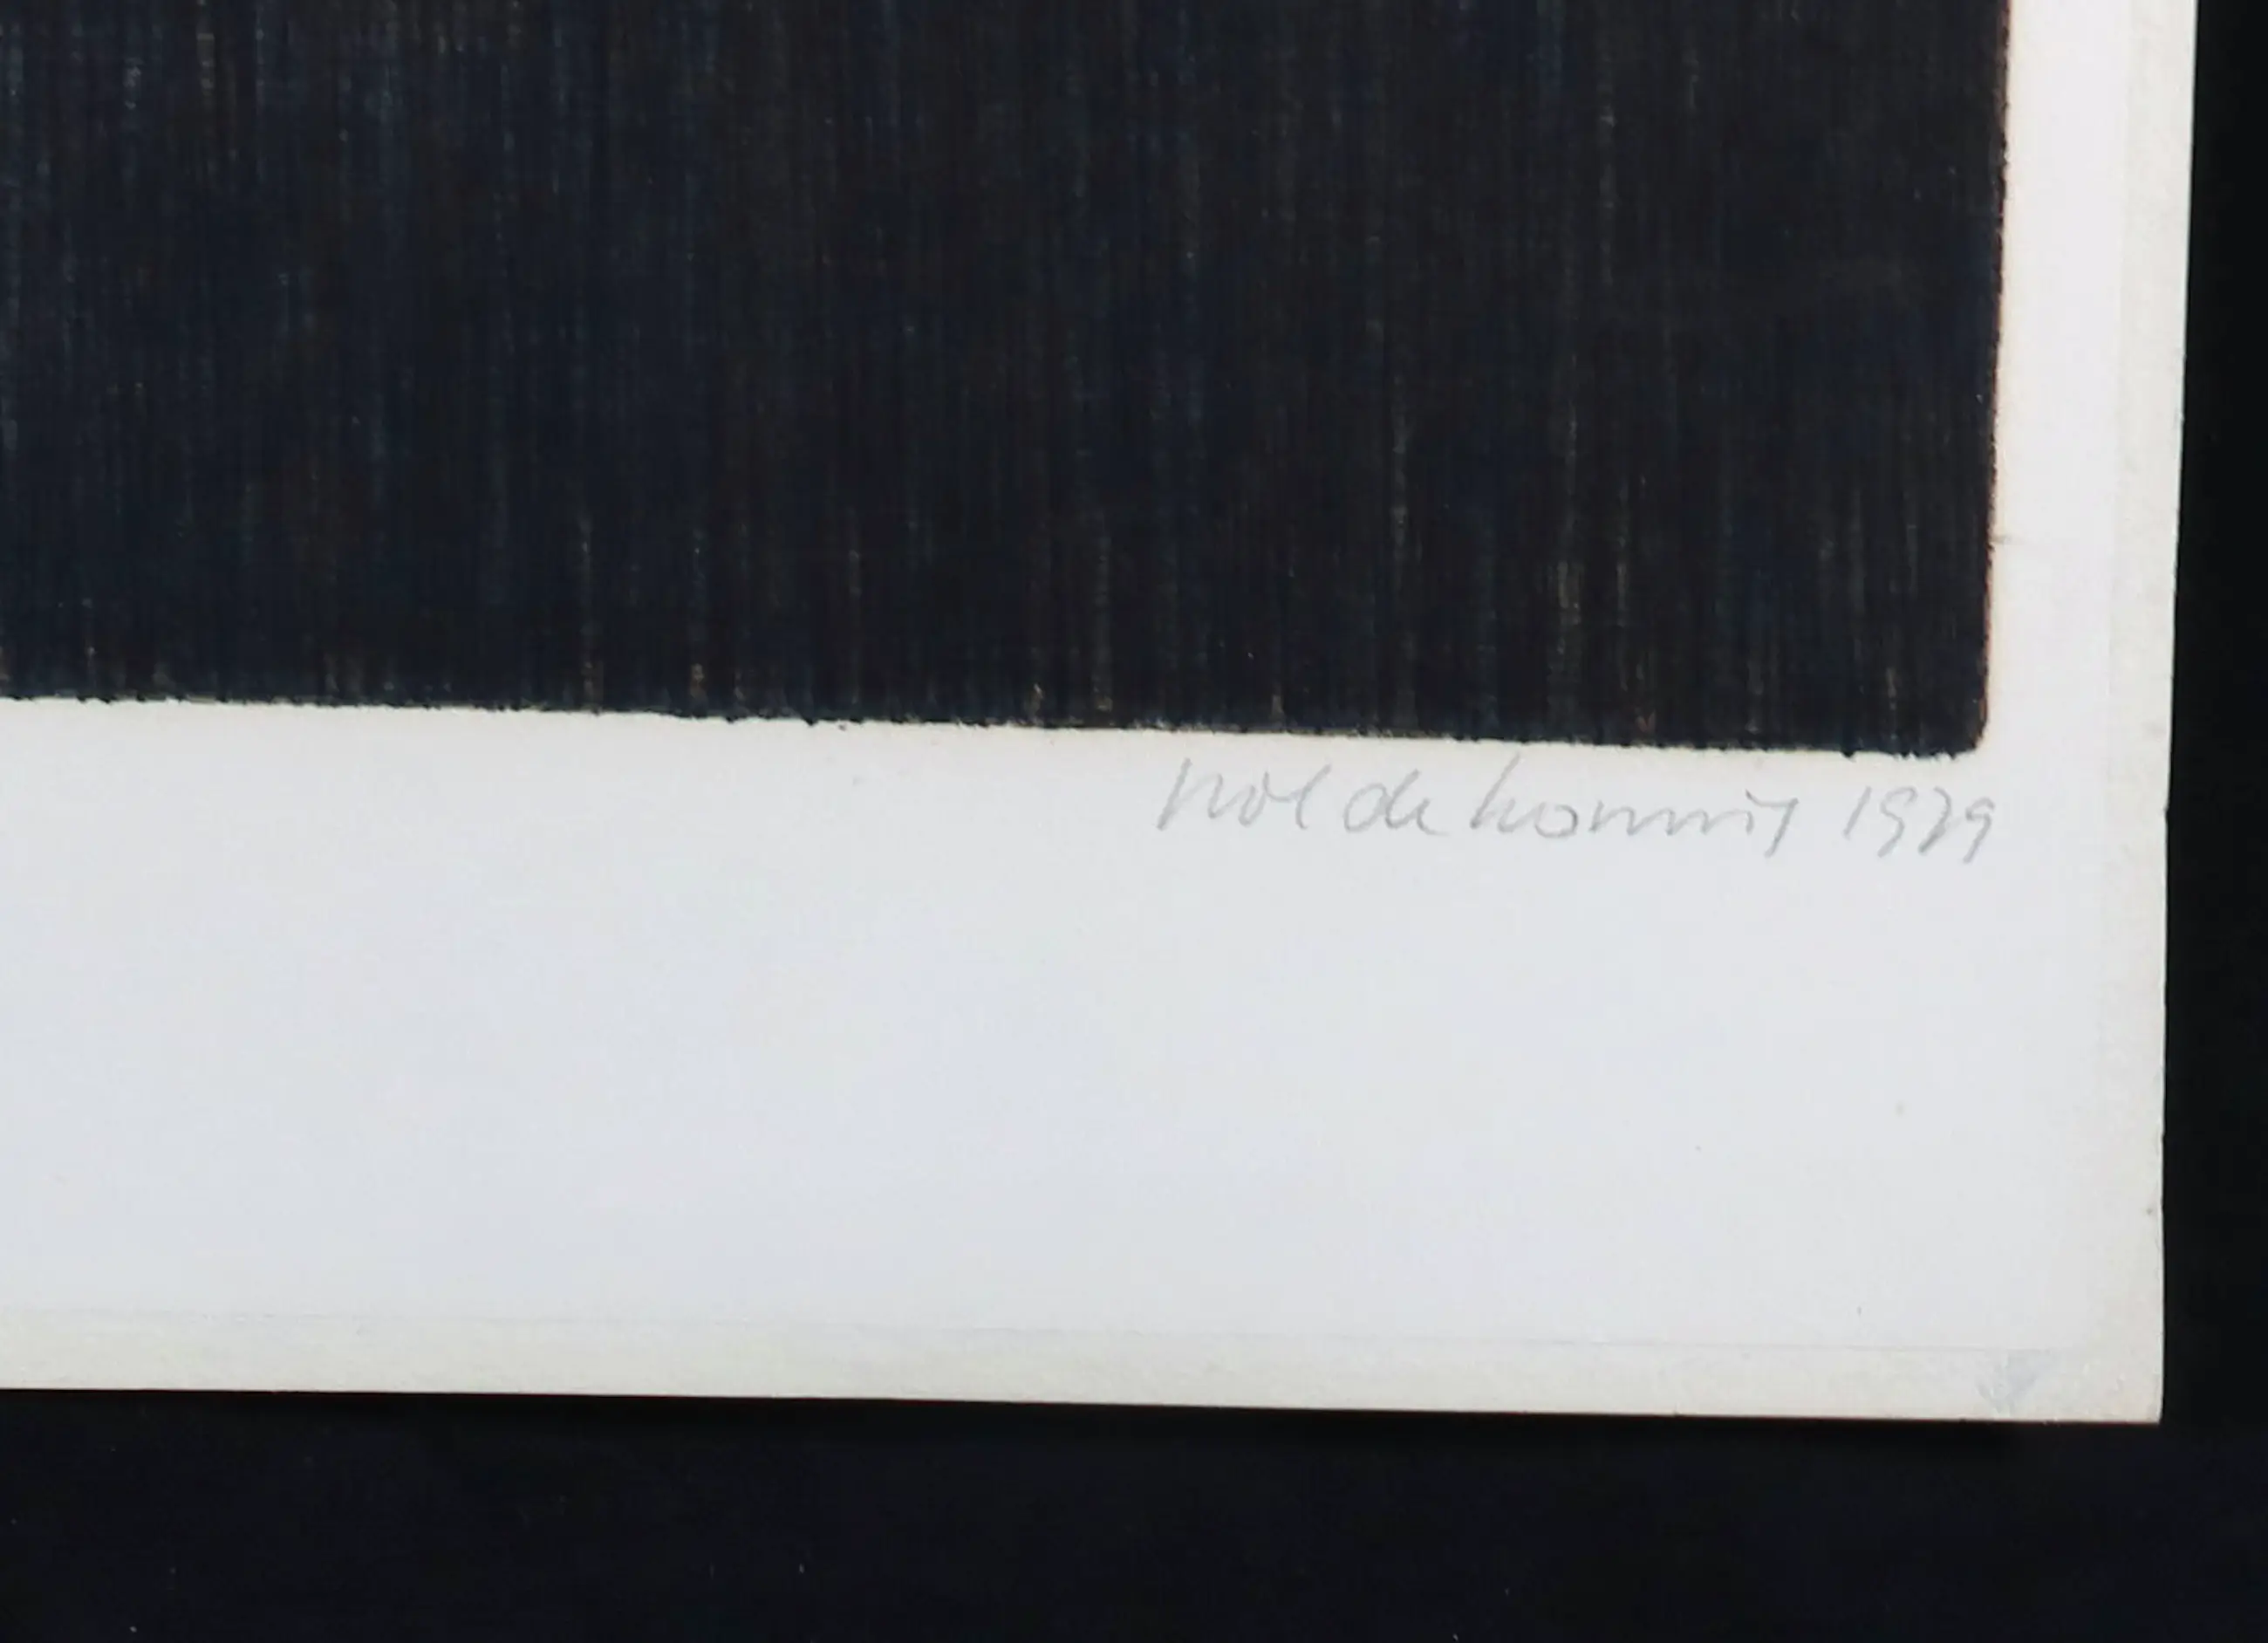 nol de koning 1979